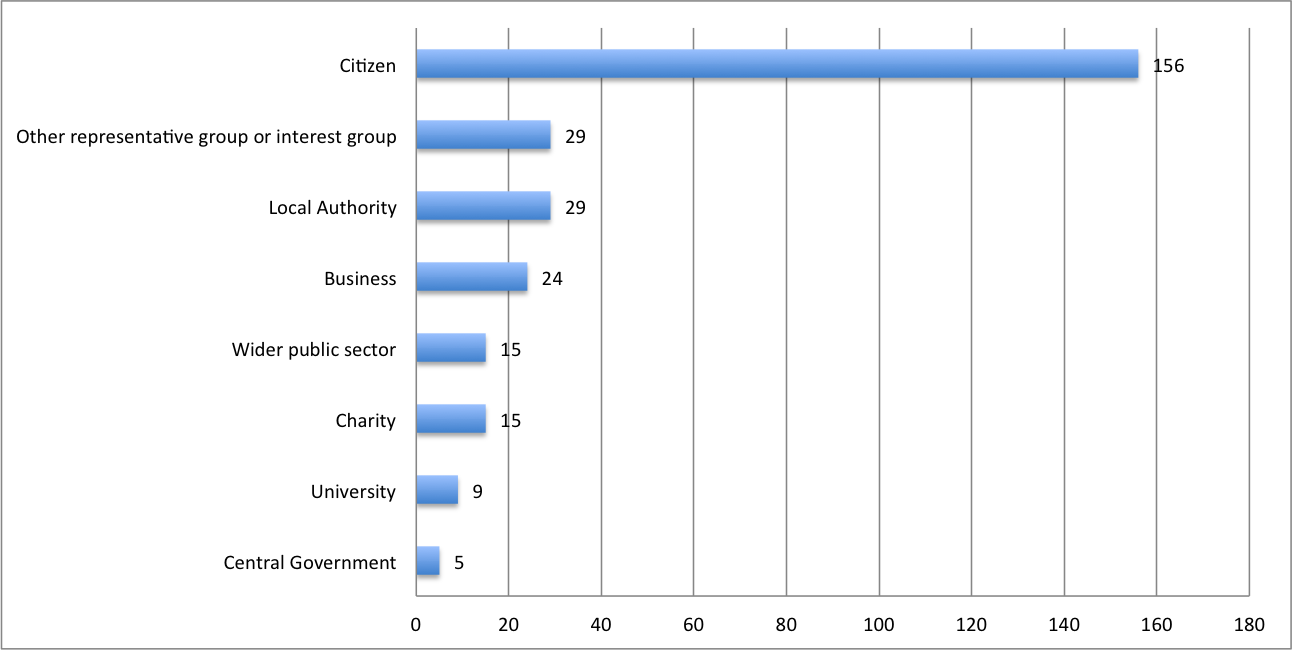 Citizen 156
Other representative group or interest group 29
Local Authority 29
Business 24
Wider public sector 15
Charity 15
University 9
Central Government 5
0 20 40 60 80 100 120 140 160 180